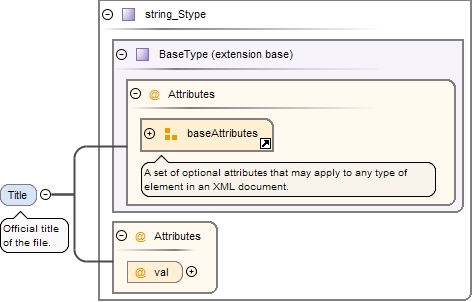 string_Stype
BaseType (extension base)
@ Attributes
baseAttributes
A set of optional attributes that may apply to any type of
element in an XML document.
Title
Official title
of the file.
@ Attributes
@ val